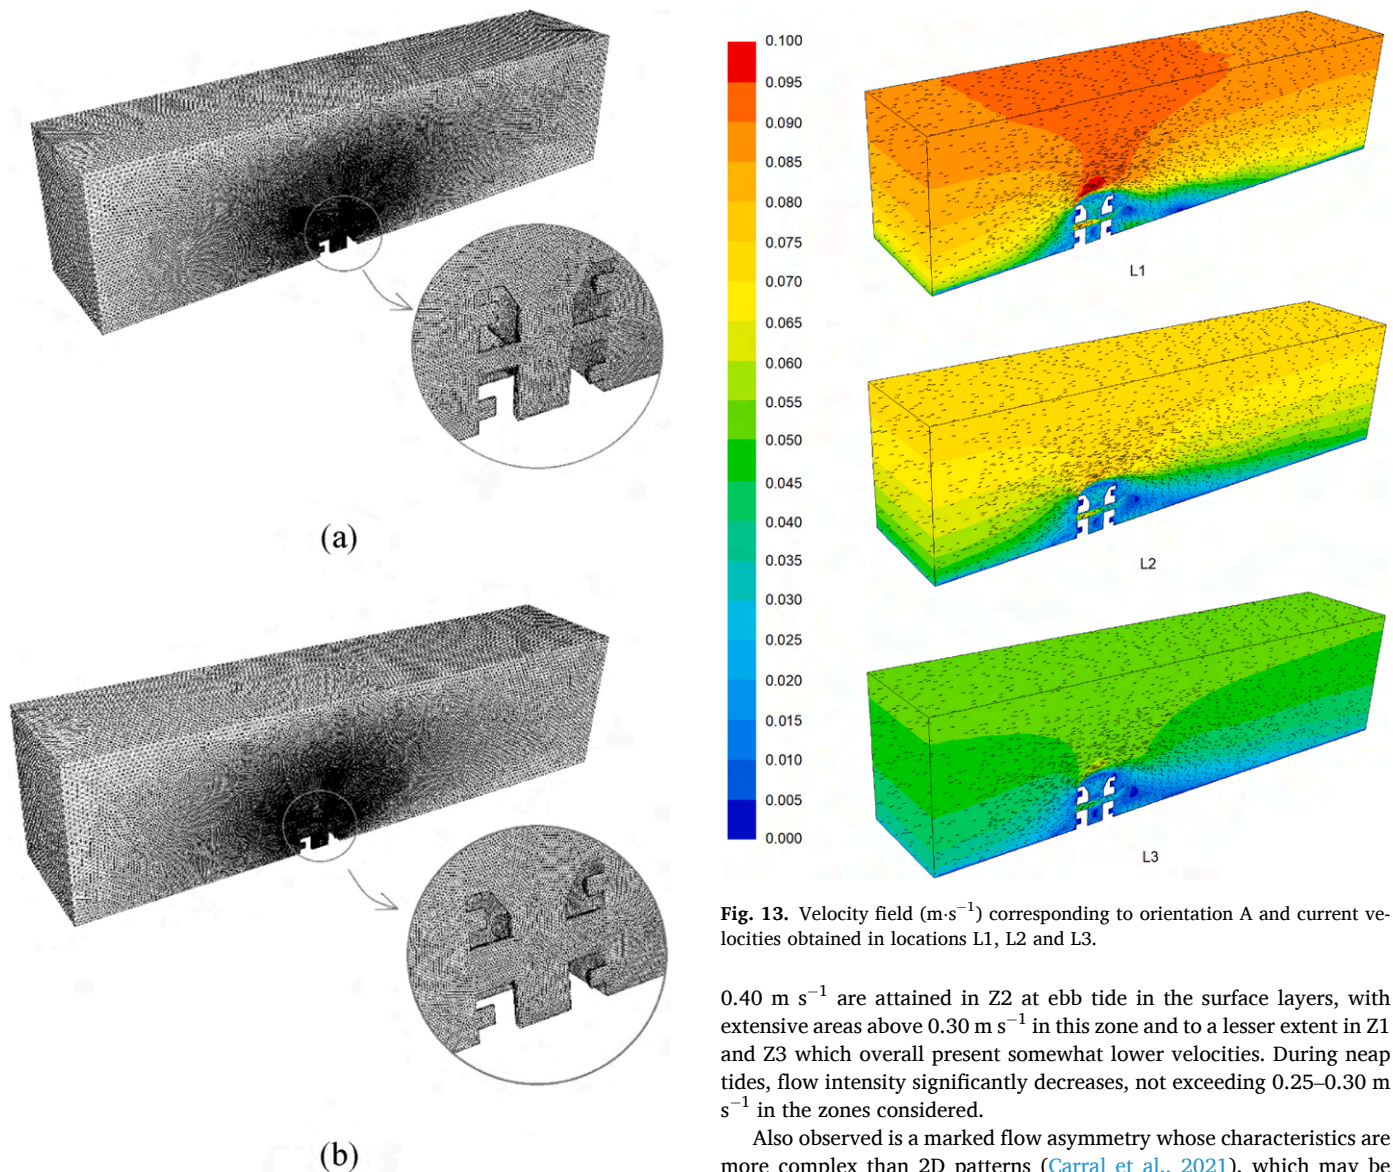 (a)
(b)
0.100
0.095
0.090
0.085
0.080
0.075
0.070
0.065
0.060
0.055
0.050
0.045
0.040
0.035
0.030
0.025
0.020
0.015
0.010
0.005
0.000
L1
L2
L3
Fig. 13. Velocity field (m·s⁻¹) corresponding to orientation A and current ve-
locities obtained in locations L1, L2 and L3.
0.40 m s⁻¹ are attained in Z2 at ebb tide in the surface layers, with
extensive areas above 0.30 m s⁻¹ in this zone and to a lesser extent in Z1
and Z3 which overall present somewhat lower velocities. During neap
tides, flow intensity significantly decreases, not exceeding 0.25–0.30 m
s⁻¹ in the zones considered.
Also observed is a marked flow asymmetry whose characteristics are
more complex than 2D patterns (Carral et al., 2021), which may be